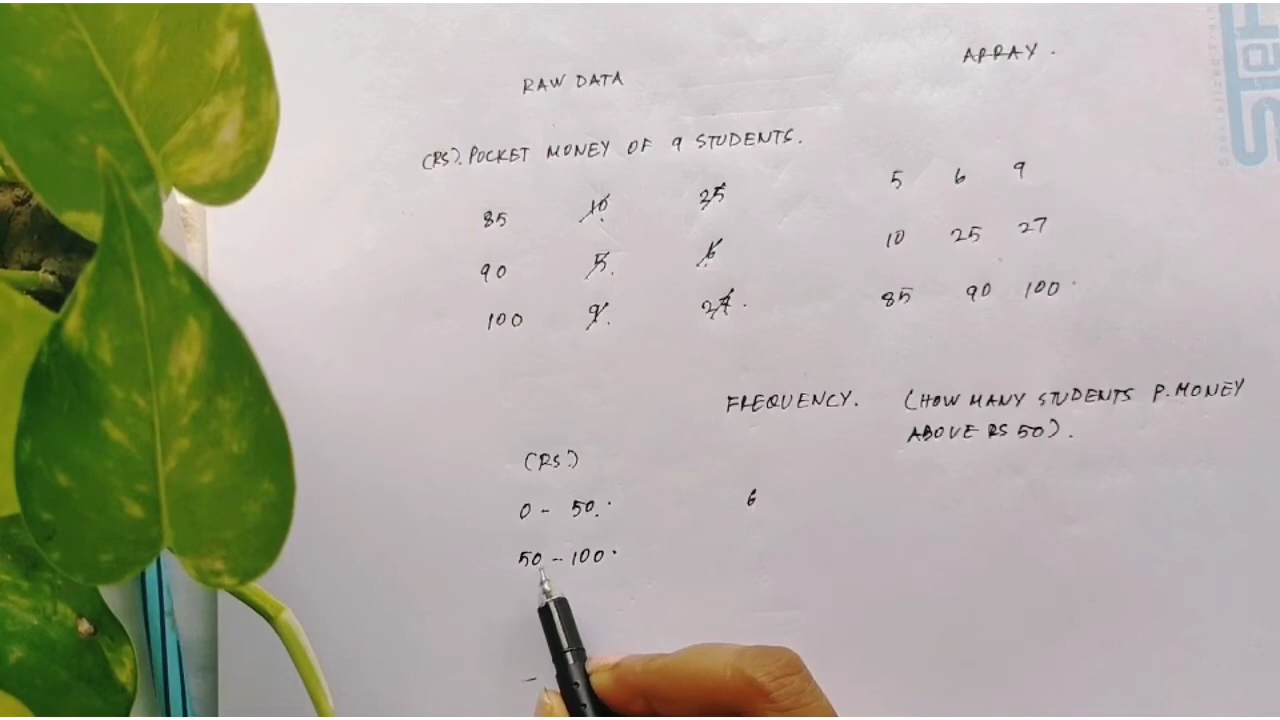 ARRAY.
RAW DATA
(RS). POCKET MONEY OF 9 STUDENTS.
85 10 25
90 5. 6
100 9. 27.
5 6 9
10 25 27
85 90 100
FREQUENCY. (HOW MANY STUDENTS P. MONEY
ABOVE RS 50).
(RS.)
0 - 50. 6
50 - 100.